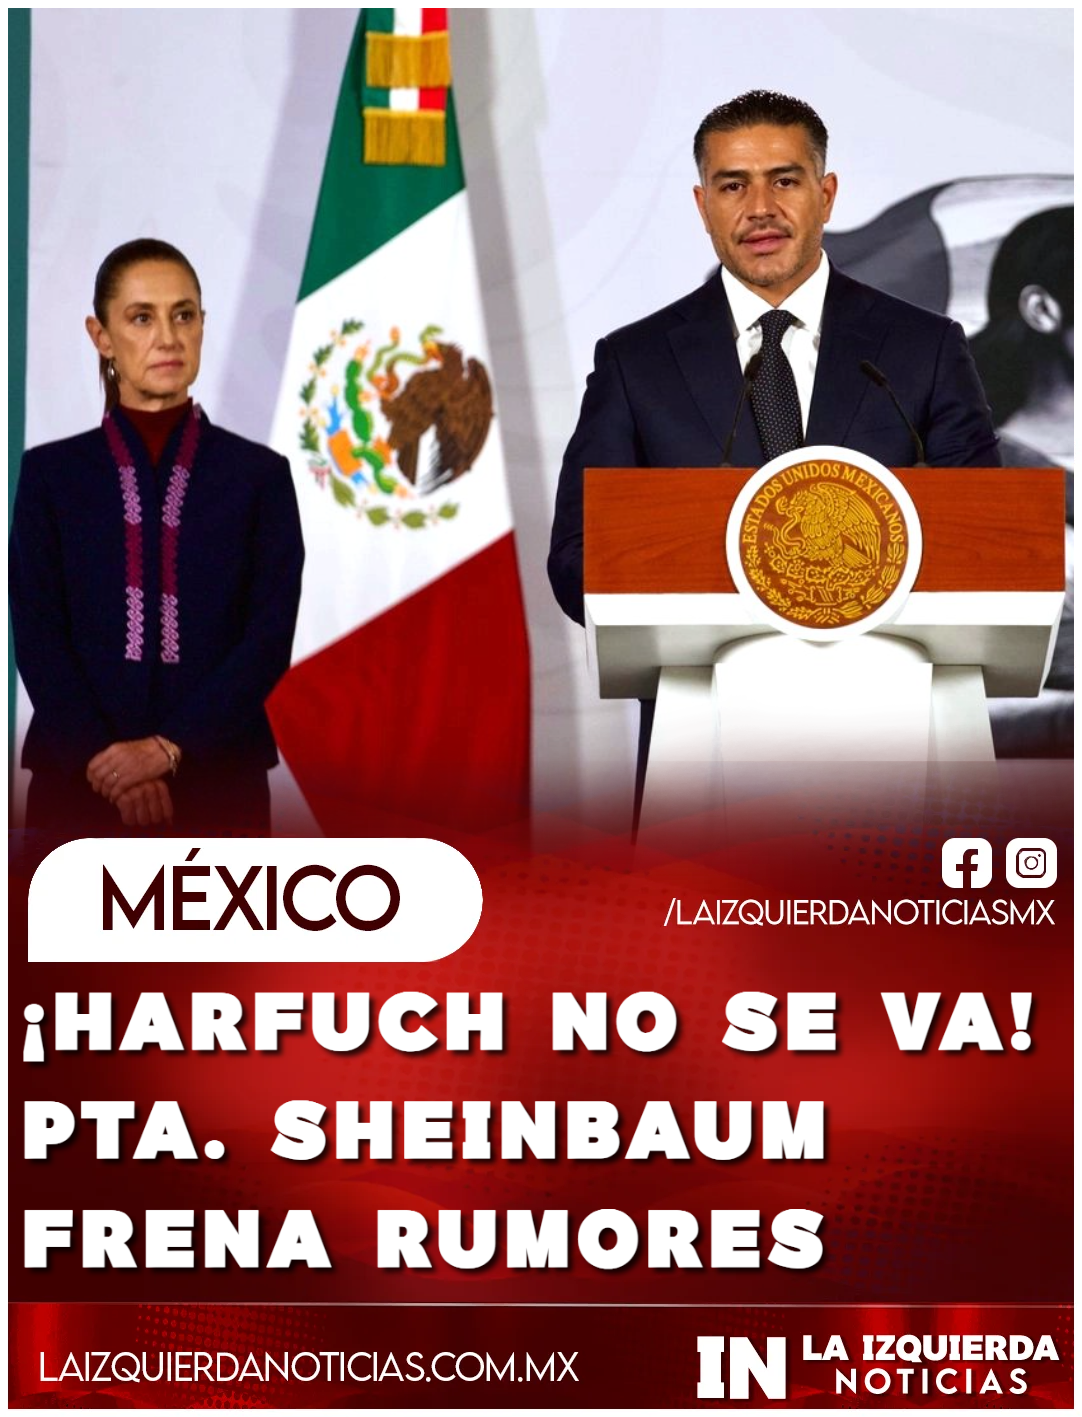 ESTADOS UNIDOS MEXICANOS
MÉXICO
/LAIZQUIERDANOTICIASMX
¡HARFUCH NO SE VA!
PTA. SHEINBAUM
FRENA RUMORES
LAIZQUIERDANOTICIAS.COM.MX
IN
LA IZQUIERDA
NOTICIAS